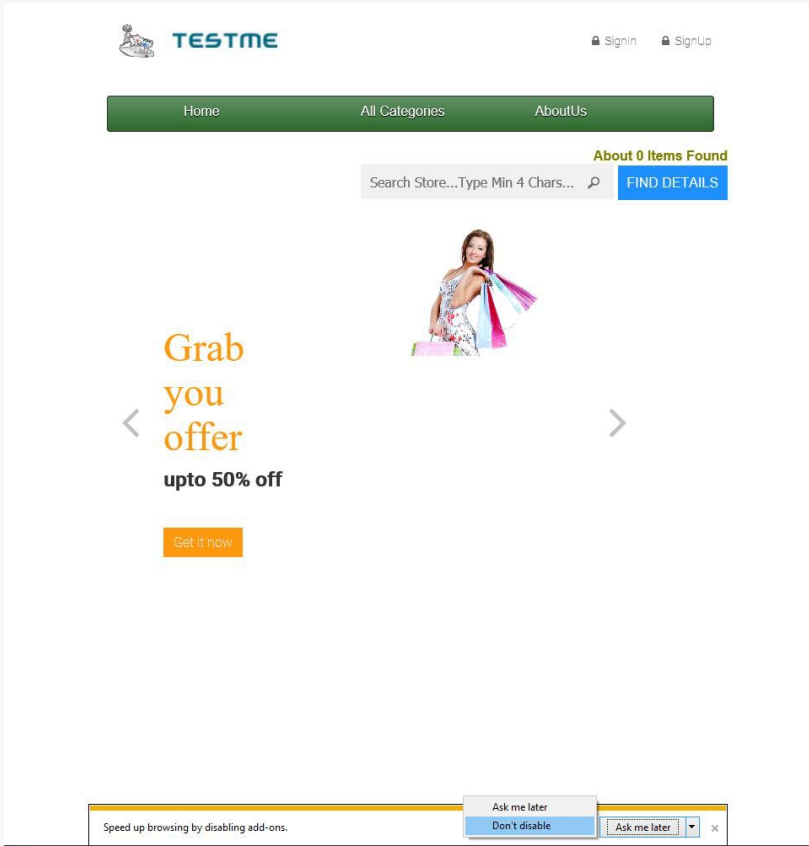 TESTME
SignIn SignUp
Home All Categories AboutUs
About 0 Items Found
Search Store...Type Min 4 Chars... FIND DETAILS
Grab
you
offer
upto 50% off
Get it now
Ask me later
Don't disable
Speed up browsing by disabling add-ons. Ask me later